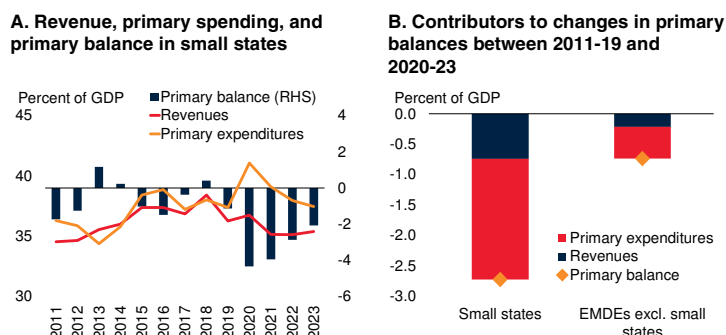 A. Revenue, primary spending, and
primary balance in small states
Percent of GDP
Primary balance (RHS)
Revenues
Primary expenditures
45
40
35
30
4
2
0
-2
-4
-6
2011
2012
2013
2014
2015
2016
2017
2018
2019
2020
2021
2022
2023
B. Contributors to changes in primary
balances between 2011-19 and
2020-23
Percent of GDP
0.0
-0.5
-1.0
-1.5
-2.0
-2.5
-3.0
Primary expenditures
Revenues
Primary balance
Small states
EMDEs excl. small
states